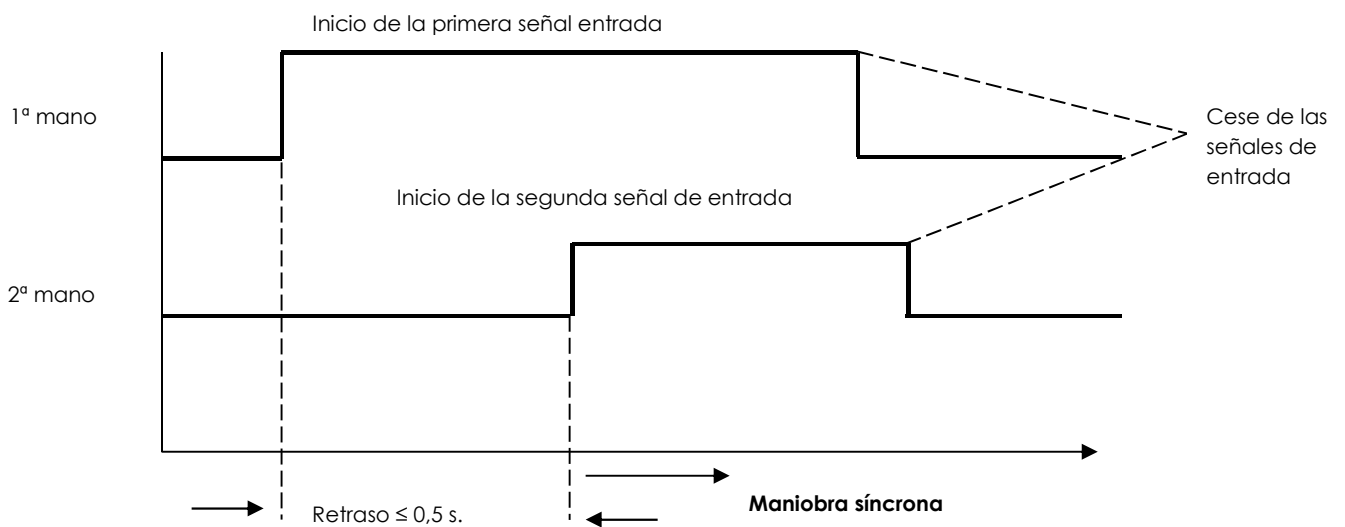 Inicio de la primera señal entrada
1ª mano
Cese de las
señales de
entrada
Inicio de la segunda señal de entrada
2ª mano
Maniobra síncrona
Retraso ≤ 0,5 s.